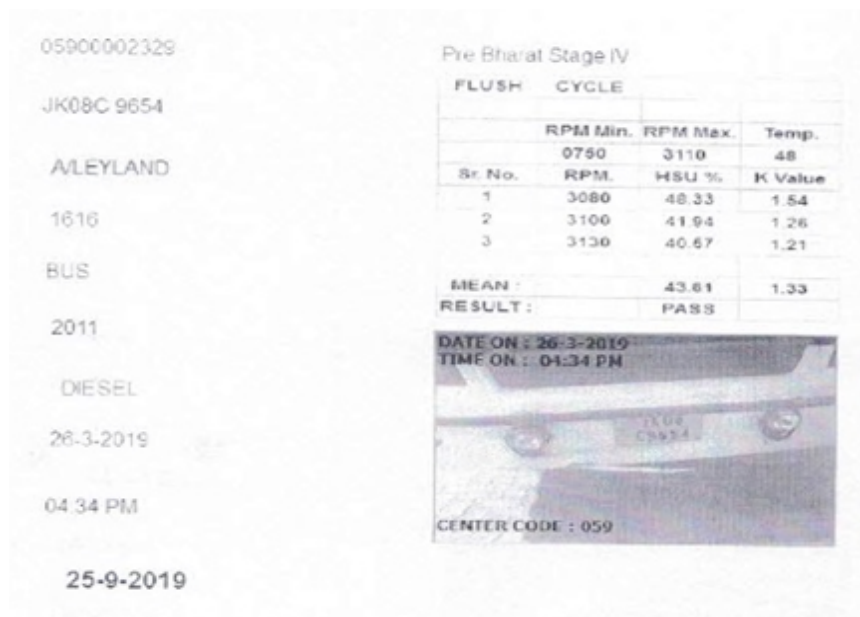 05900002329
JK08C 9654
A/LEYLAND
1616
BUS
2011
DIESEL
26-3-2019
04:34 PM
25-9-2019
Pre Bharat Stage IV
FLUSH CYCLE
RPM Min. RPM Max. Temp.
0750 3110 48
Sr. No. RPM. HSU % K Value
1 3080 48.33 1.54
2 3100 41.94 1.26
3 3130 40.57 1.21
MEAN : 43.61 1.33
RESULT : PASS
DATE ON : 26-3-2019
TIME ON : 04:34 PM
JK08
C9654
CENTER CODE : 059